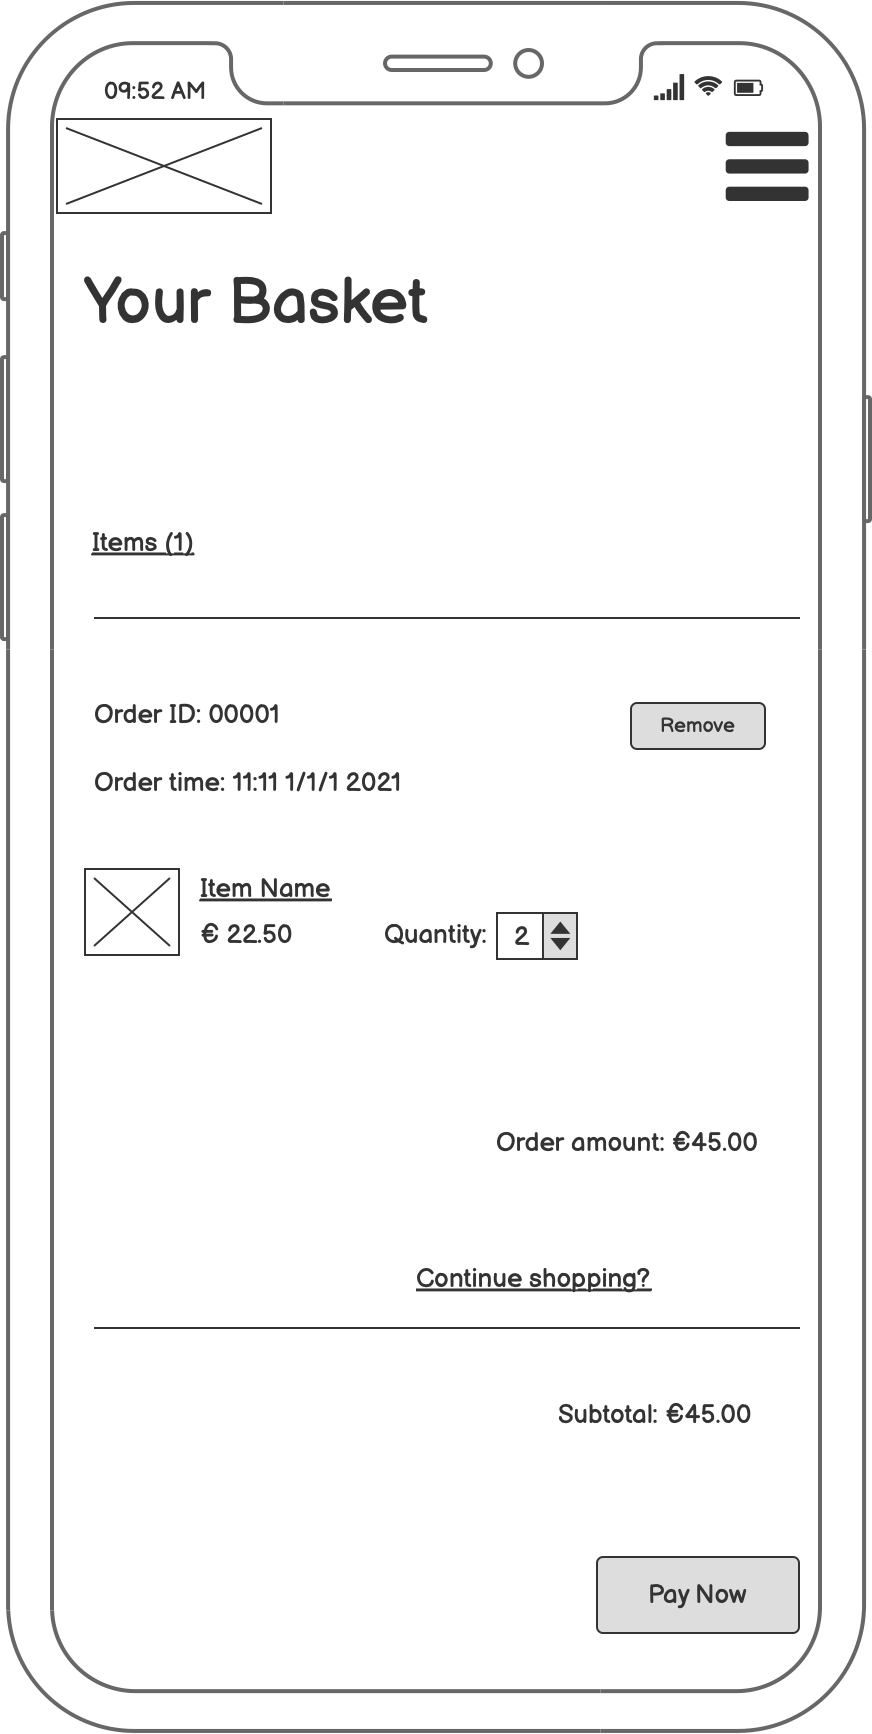 09:52 AM
Your Basket
Items (1)
Order ID: 00001
Remove
Order time: 11:11 1/1/1 2021
Item Name
€ 22.50
Quantity: 2
Order amount: €45.00
Continue shopping?
Subtotal: €45.00
Pay Now